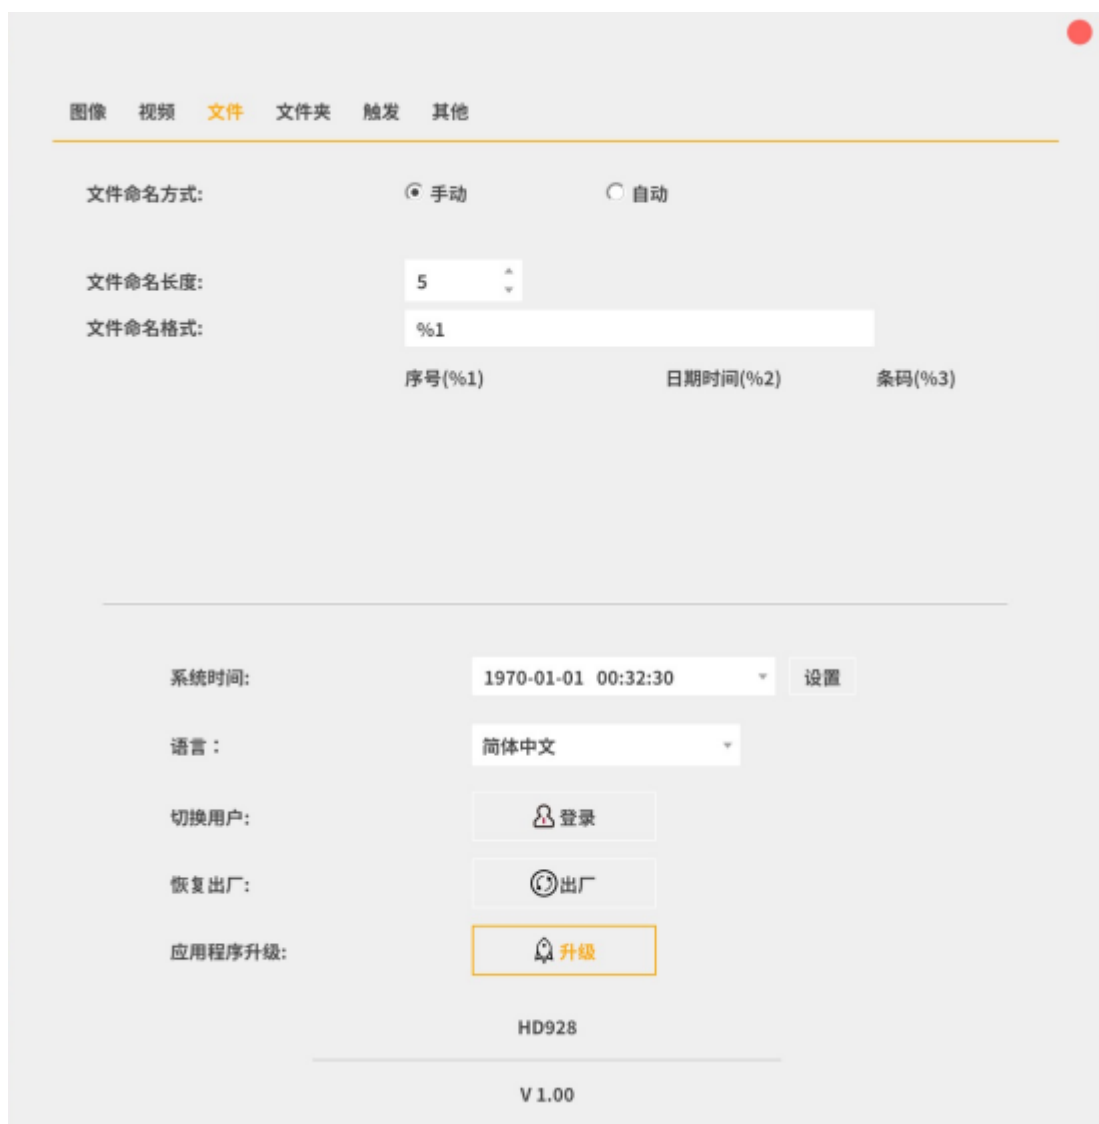 图像 视频 文件 文件夹 触发 其他
文件命名方式: 手动 自动
文件命名长度: 5
文件命名格式: %1
序号(%1) 日期时间(%2) 条码(%3)
系统时间: 1970-01-01 00:32:30 设置
语言： 简体中文
切换用户: 登录
恢复出厂: 出厂
应用程序升级: 升级
HD928
V 1.00